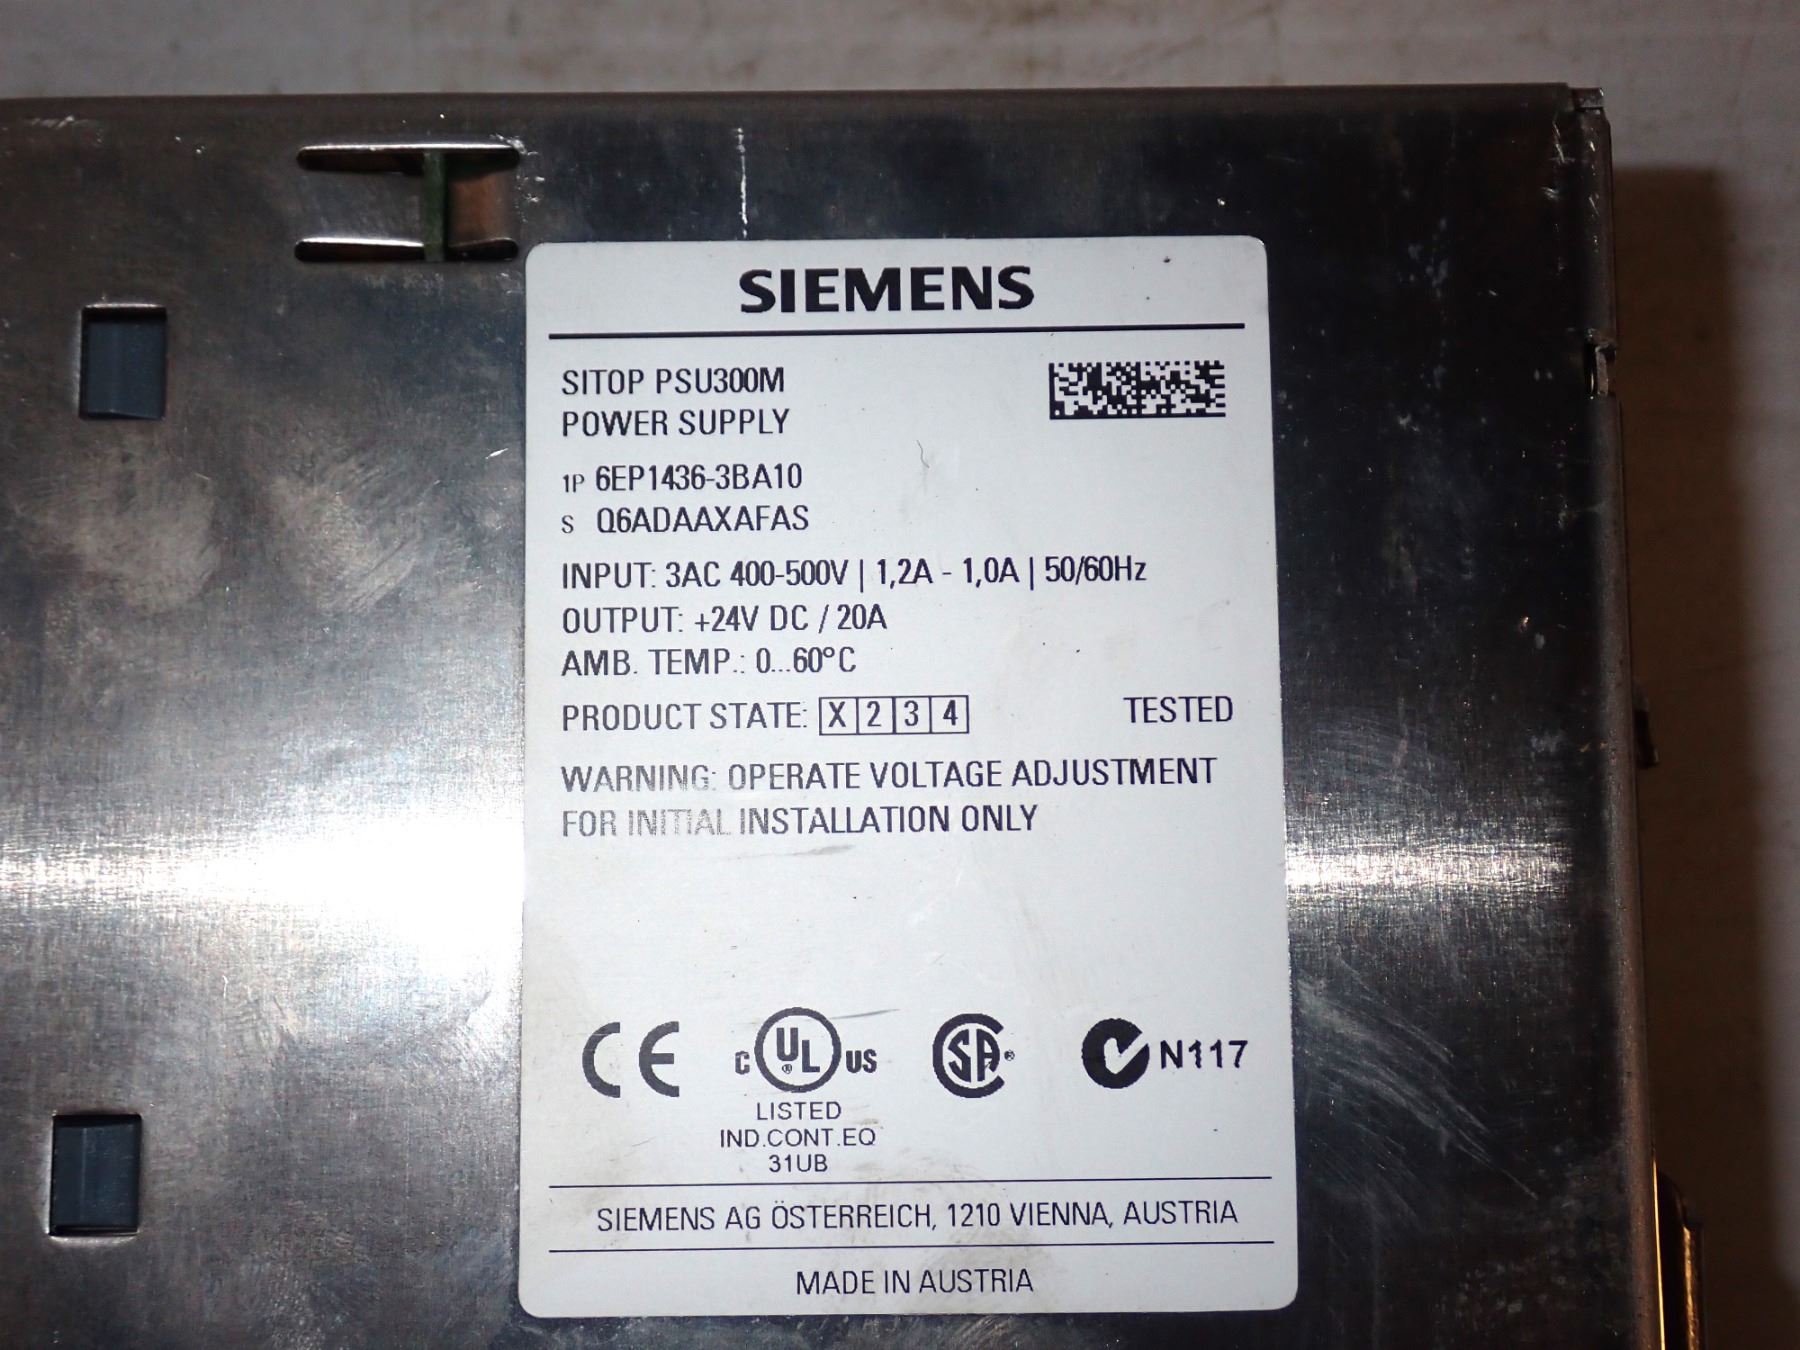 SIEMENS
SITOP PSU300M
POWER SUPPLY
1P 6EP1436-3BA10
S Q6ADAAXAFAS
INPUT: 3AC 400-500V | 1,2A - 1,0A | 50/60Hz
OUTPUT: +24V DC / 20A
AMB. TEMP.: 0...60°C
PRODUCT STATE: X 2 3 4 TESTED
WARNING: OPERATE VOLTAGE ADJUSTMENT
FOR INITIAL INSTALLATION ONLY
CE C UL ® US SA ® N117
LISTED
IND.CONT.EQ
31UB
SIEMENS AG ÖSTERREICH, 1210 VIENNA, AUSTRIA
MADE IN AUSTRIA